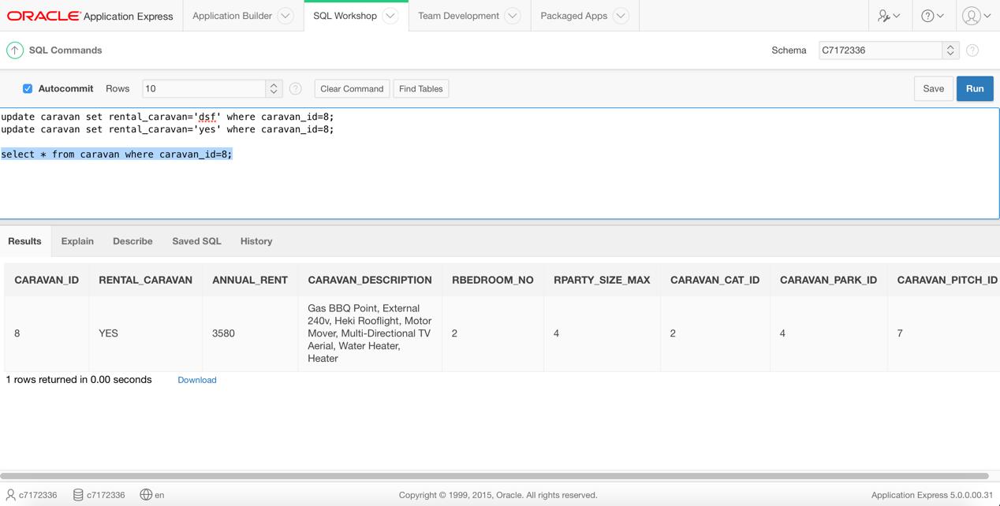 ORACLE® Application Express Application Builder SQL Workshop Team Development Packaged Apps
SQL Commands Schema C7172336
Autocommit Rows 10 Clear Command Find Tables Save Run
update caravan set rental_caravan='dsf' where caravan_id=8;
update caravan set rental_caravan='yes' where caravan_id=8;
select * from caravan where caravan_id=8;
Results Explain Describe Saved SQL History
CARAVAN_ID RENTAL_CARAVAN ANNUAL_RENT CARAVAN_DESCRIPTION RBEDROOM_NO RPARTY_SIZE_MAX CARAVAN_CAT_ID CARAVAN_PARK_ID CARAVAN_PITCH_ID
Gas BBQ Point, External
240v, Heki Rooflight, Motor
8 YES 3580 Mover, Multi-Directional TV 2 4 2 4 7
Aerial, Water Heater,
Heater
1 rows returned in 0.00 seconds Download
c7172336 c7172336 en Copyright © 1999, 2015, Oracle. All rights reserved. Application Express 5.0.0.00.31